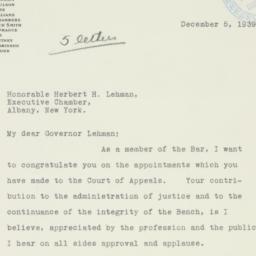 December 5, 1939
5 letters
Honorable Herbert H. Lehman,
Executive Chamber,
Albany, New York.
My dear Governor Lehman;
As a member of the Bar, I want
to congratulate you on the appointments which you
have made to the Court of Appeals. Your contri-
bution to the administration of justice and to the
continuance of the integrity of the Bench, is I
believe, appreciated by the profession and the public
I hear on all sides approval and applause.